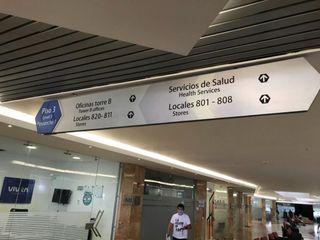 Piso 3
Level 3
Oficinas torre B
Tower B offices
Locales 820-811
Stores
Servicios de Salud
Health Services
Locales 801 - 808
Stores
VIVA